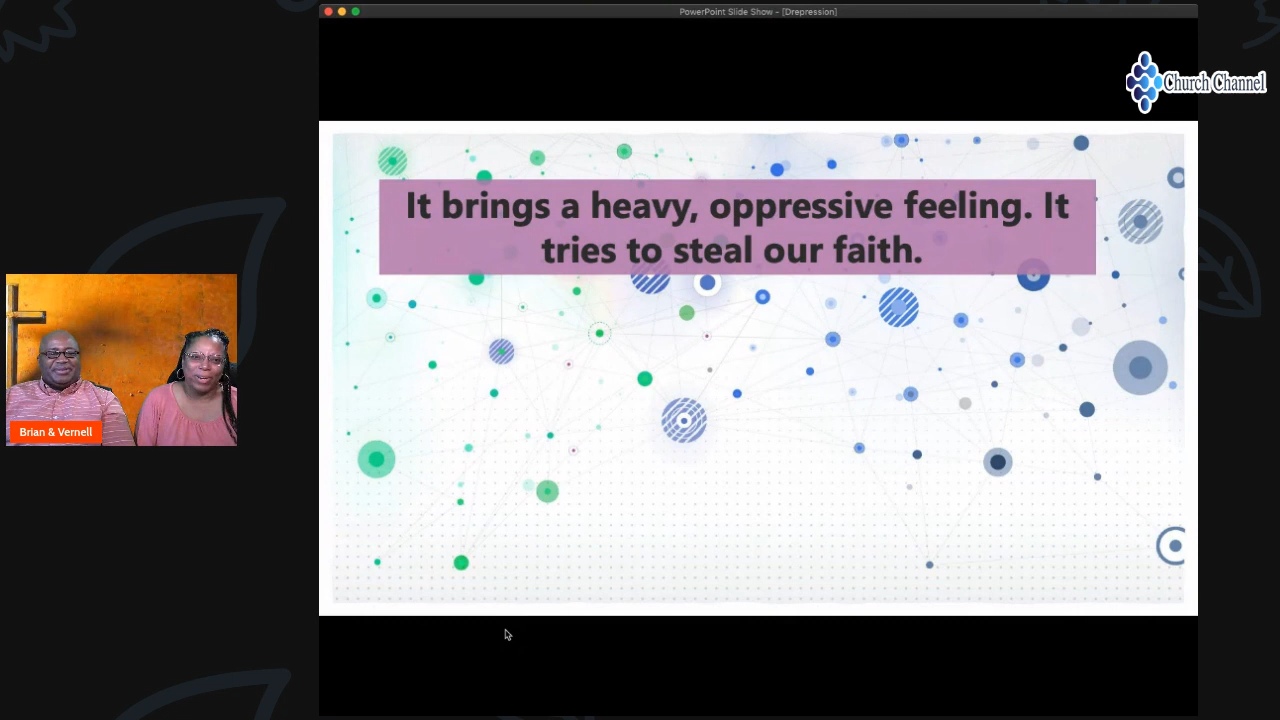 PowerPoint Slide Show - [Drepression]
Church Channel
It brings a heavy, oppressive feeling. It
tries to steal our faith.
Brian & Vernell